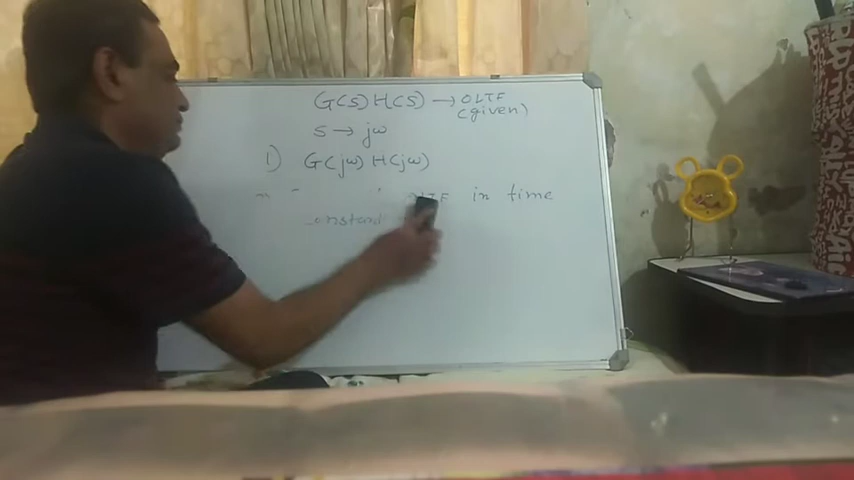 G(s)H(s) → OLTF
(given)
s → jω
1) G(jω) H(jω)
in time
constant